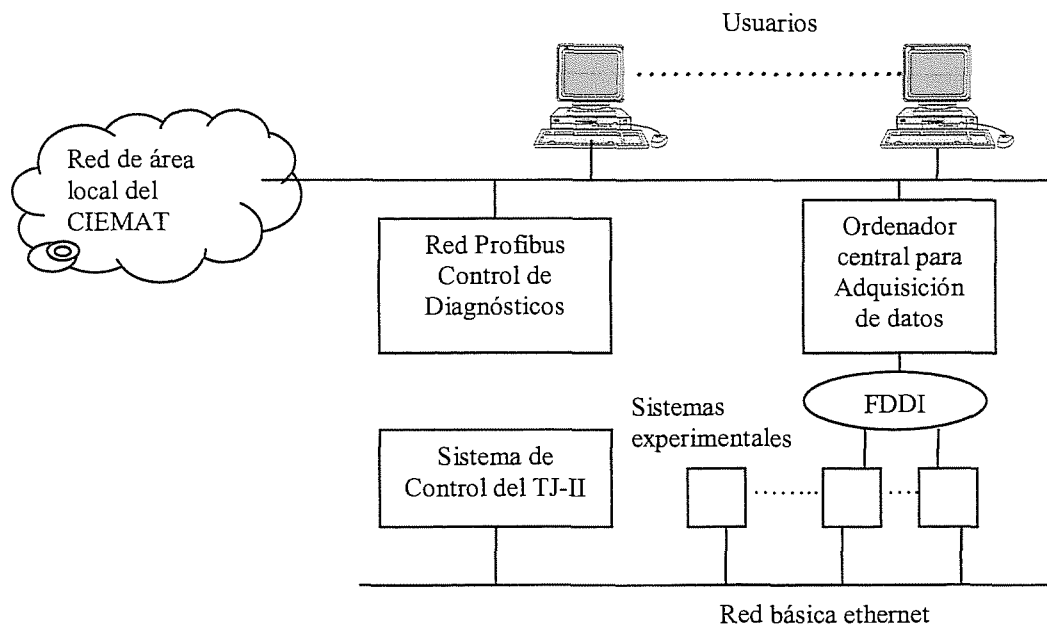 Usuarios
Red de área
local del
CIEMAT
Red Profibus
Control de
Diagnósticos
Ordenador
central para
Adquisición
de datos
FDDI
Sistemas
experimentales
Sistema de
Control del TJ-II
Red básica ethernet